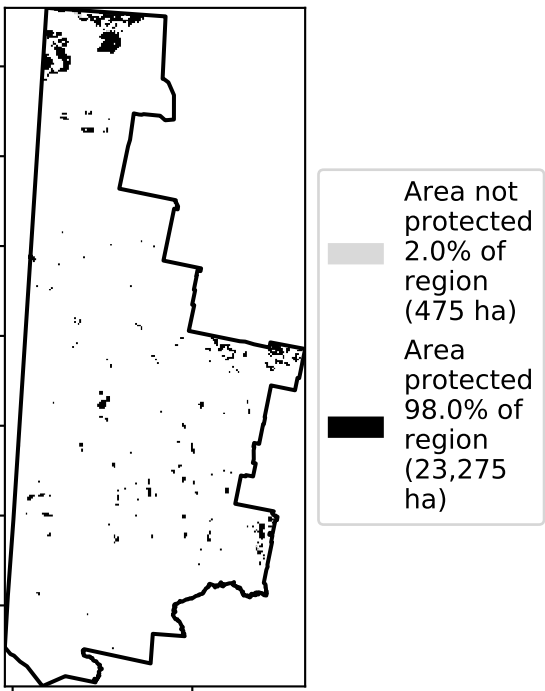 Area not
protected
2.0% of
region
(475 ha)
Area
protected
98.0% of
region
(23,275
ha)